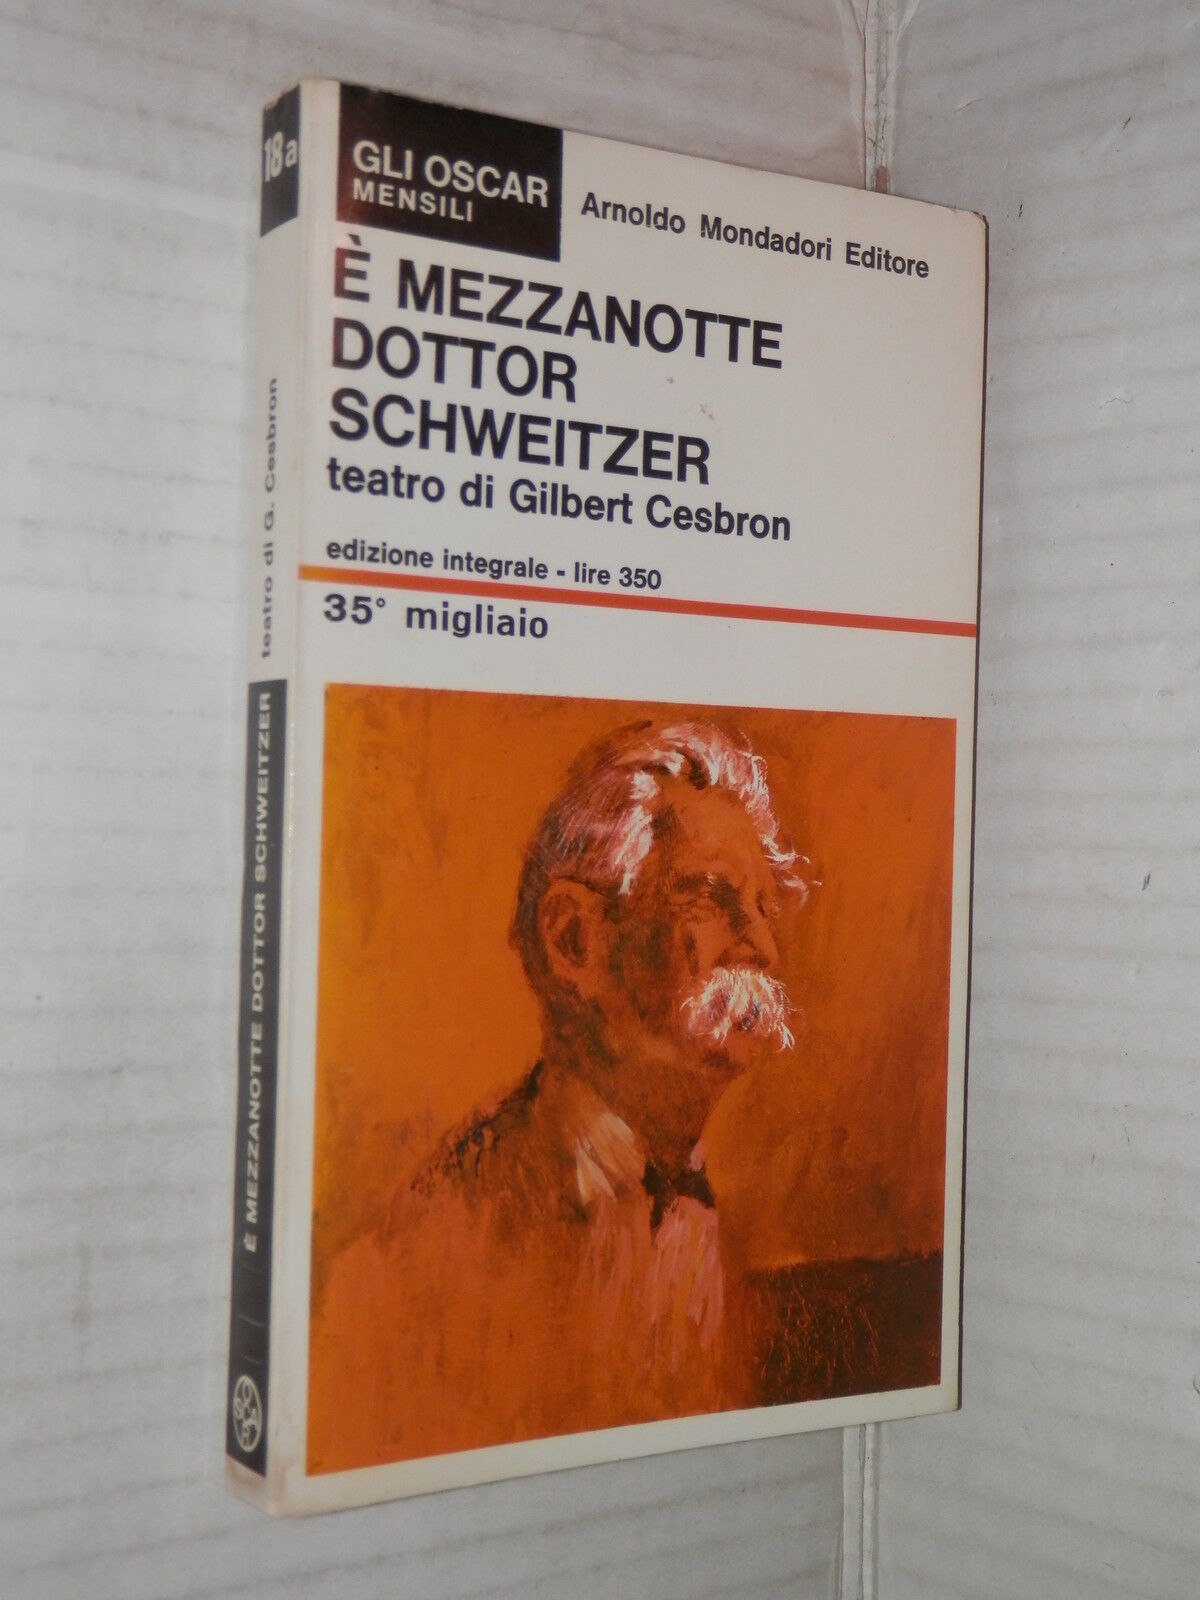 18a
GLI OSCAR
MENSILI
Arnoldo Mondadori Editore
È MEZZANOTTE
DOTTOR
SCHWEITZER
teatro di Gilbert Cesbron
edizione integrale - lire 350
35° migliaio
È MEZZANOTTE DOTTOR SCHWEITZER teatro di G. Cesbron
OSCAR